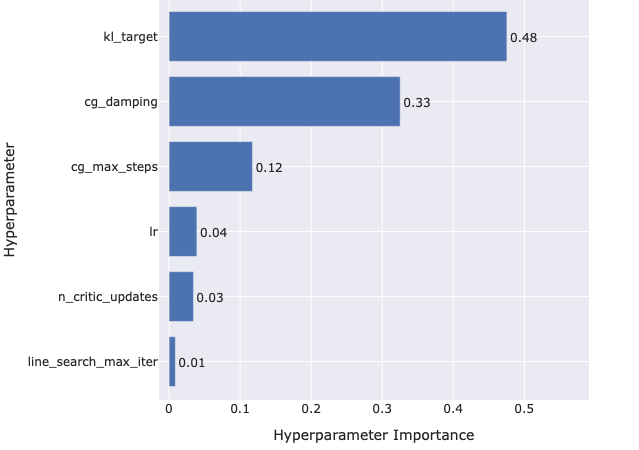 kl_target
0.48
cg_damping
0.33
cg_max_steps
0.12
lr
0.04
n_critic_updates
0.03
line_search_max_iter
0.01
Hyperparameter
0
0.1
0.2
0.3
0.4
0.5
Hyperparameter Importance